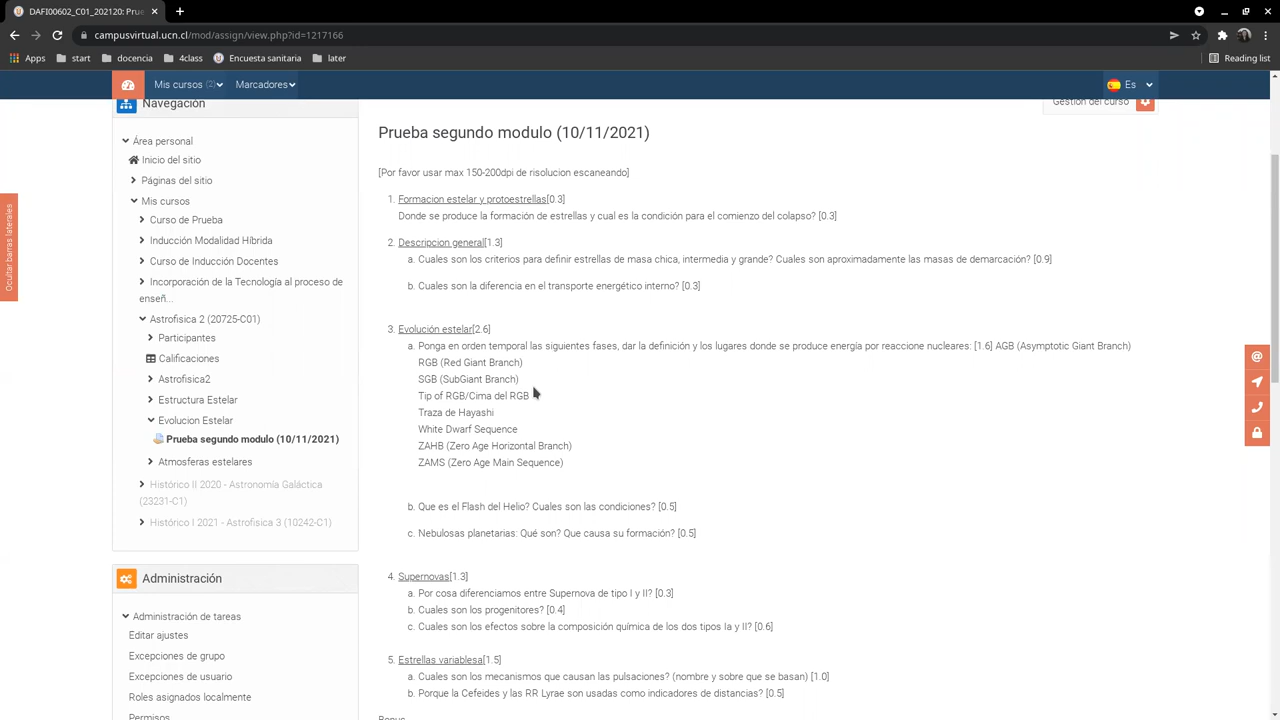 DAFI00602_C01_202120: Pru
campusvirtual.ucn.cl/mod/assign/view.php?id=1217166
Apps start docencia 4class Encuesta sanitaria later Reading list
Mis cursos (2) Marcadores Es
Navegación
Gestión del curso
Ocultar barras laterales
Área personal
Inicio del sitio
Páginas del sitio
Mis cursos
Curso de Prueba
Inducción Modalidad Híbrida
Curso de Inducción Docentes
Incorporación de la Tecnología al proceso de
enseñ...
Astrofisica 2 (20725-C01)
Participantes
Calificaciones
Astrofisica2
Estructura Estelar
Evolucion Estelar
Prueba segundo modulo (10/11/2021)
Atmosferas estelares
Histórico II 2020 - Astronomía Galáctica
(23231-C1)
Histórico I 2021 - Astrofisica 3 (10242-C1)
Administración
Administración de tareas
Editar ajustes
Excepciones de grupo
Excepciones de usuario
Roles asignados localmente
Permisos
Prueba segundo modulo (10/11/2021)
[Por favor usar max 150-200dpi de risolucion escaneando]
1. Formacion estelar y protoestrellas[0.3]
Donde se produce la formación de estrellas y cual es la condición para el comienzo del colapso? [0.3]
2. Descripcion general[1.3]
a. Cuales son los criterios para definir estrellas de masa chica, intermedia y grande? Cuales son aproximadamente las masas de demarcación? [0.9]
b. Cuales son la diferencia en el transporte energético interno? [0.3]
3. Evolución estelar[2.6]
a. Ponga en orden temporal las siguientes fases, dar la definición y los lugares donde se produce energía por reaccione nucleares: [1.6] AGB (Asymptotic Giant Branch)
RGB (Red Giant Branch)
SGB (SubGiant Branch)
Tip of RGB/Cima del RGB
Traza de Hayashi
White Dwarf Sequence
ZAHB (Zero Age Horizontal Branch)
ZAMS (Zero Age Main Sequence)
b. Que es el Flash del Helio? Cuales son las condiciones? [0.5]
c. Nebulosas planetarias: Qué son? Que causa su formación? [0.5]
4. Supernovas[1.3]
a. Por cosa diferenciamos entre Supernova de tipo I y II? [0.3]
b. Cuales son los progenitores? [0.4]
c. Cuales son los efectos sobre la composición química de los dos tipos Ia y II? [0.6]
5. Estrellas variablesa[1.5]
a. Cuales son los mecanismos que causan las pulsaciones? (nombre y sobre que se basan) [1.0]
b. Porque la Cefeides y las RR Lyrae son usadas como indicadores de distancias? [0.5]
Bonus